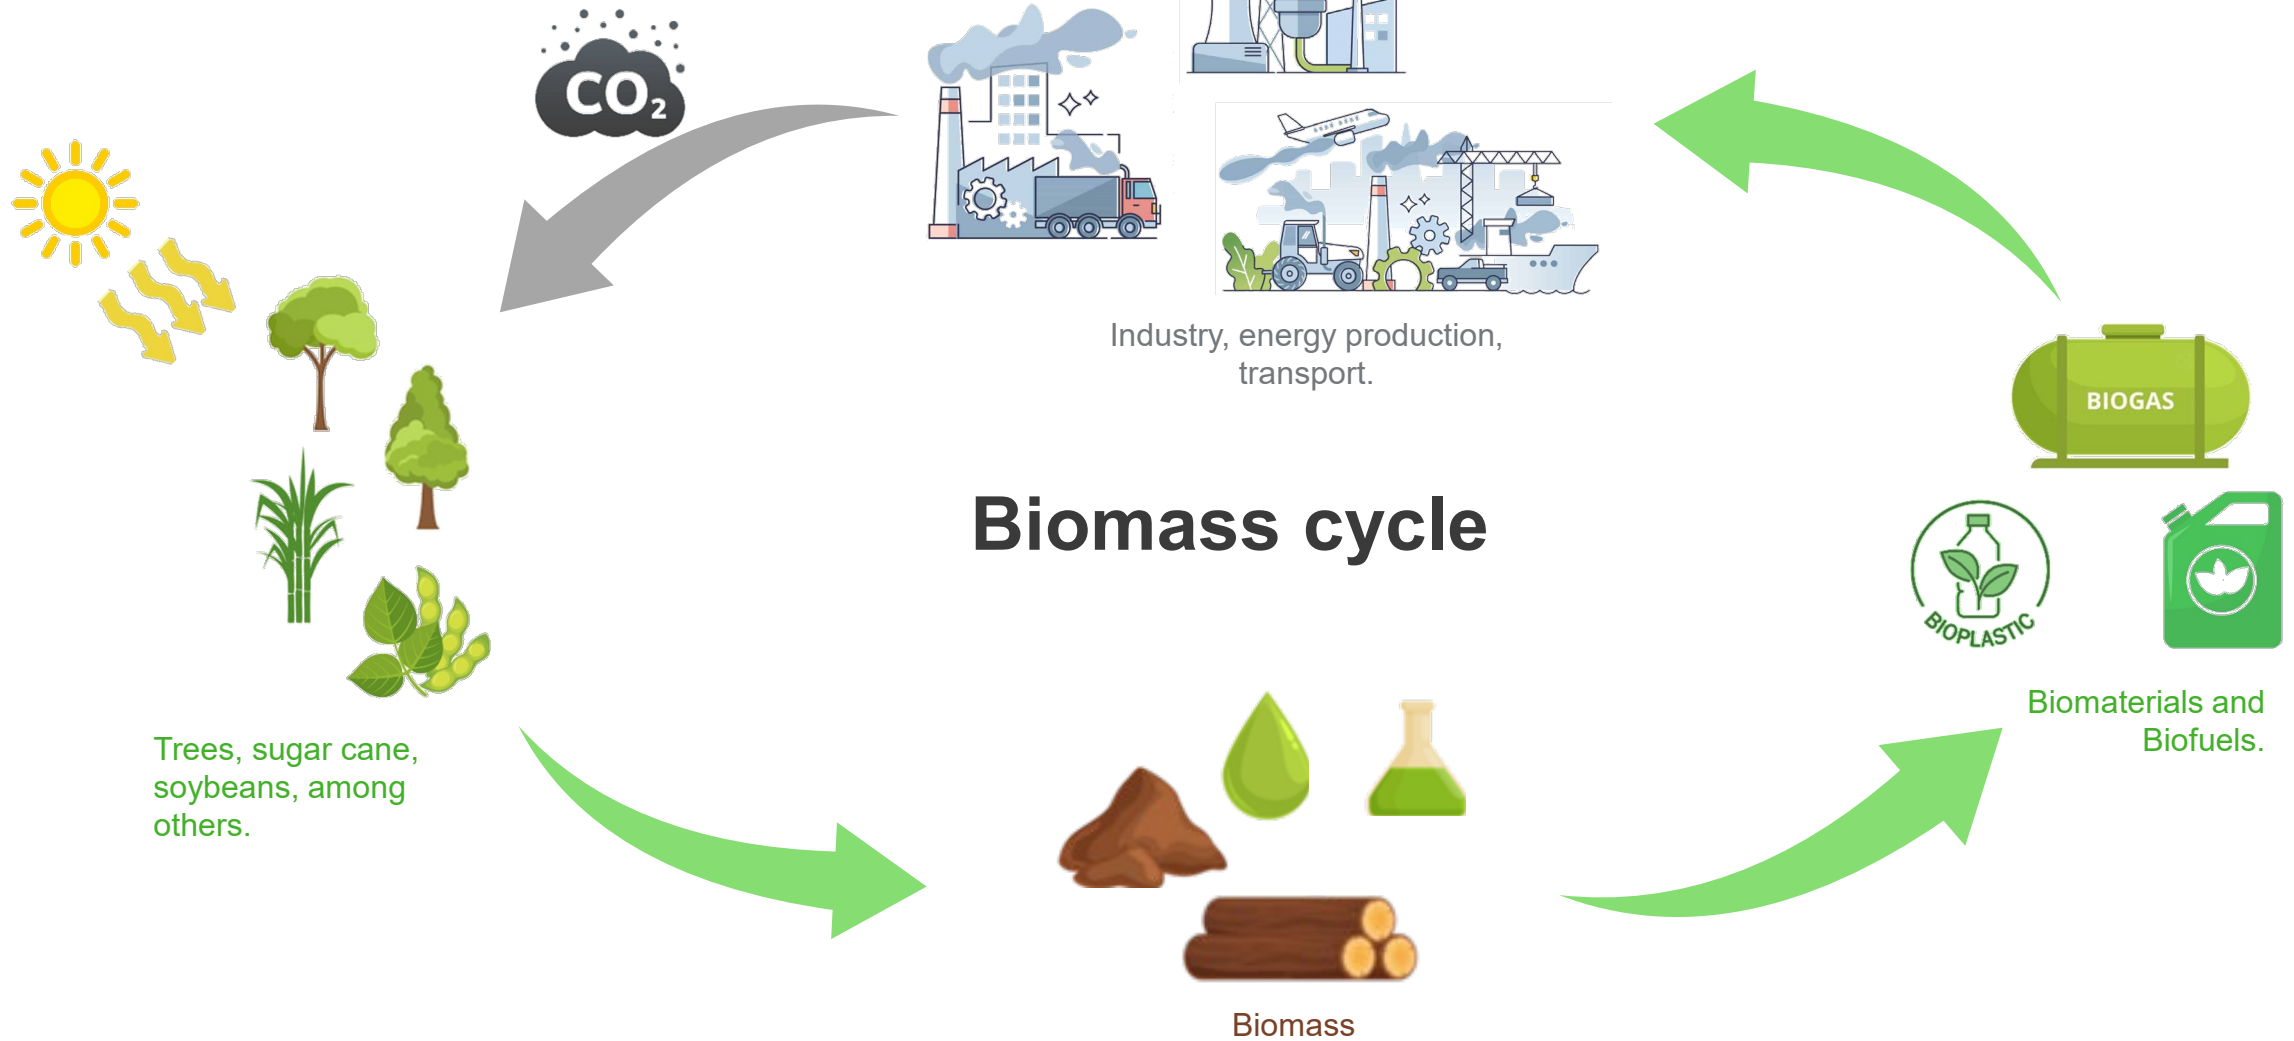 CO₂
Industry, energy production,
transport.
BIOGAS
Biomass cycle
BIOPLASTIC
Biomaterials and
Biofuels.
Trees, sugar cane,
soybeans, among
others.
Biomass